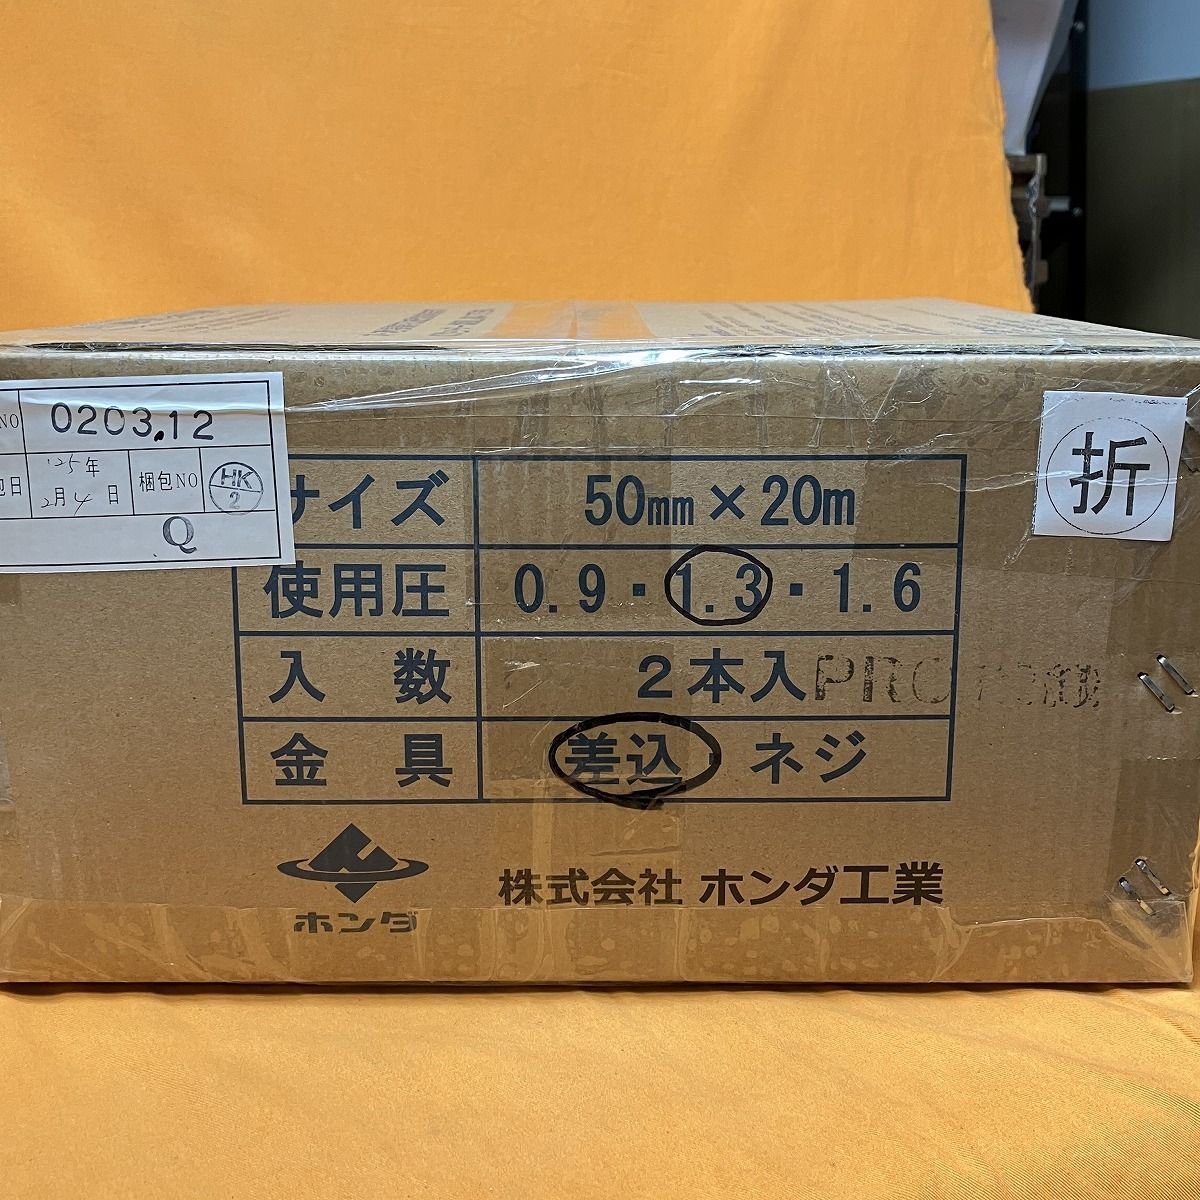 NO 0203.12
'25年
2月4日
梱包NO
HK
2
Q
折
サイズ 50mm × 20m
使用圧 0.9・1.3・1.6
入数 2本入
金具 差込・ネジ
ホンダ
株式会社 ホンダ工業